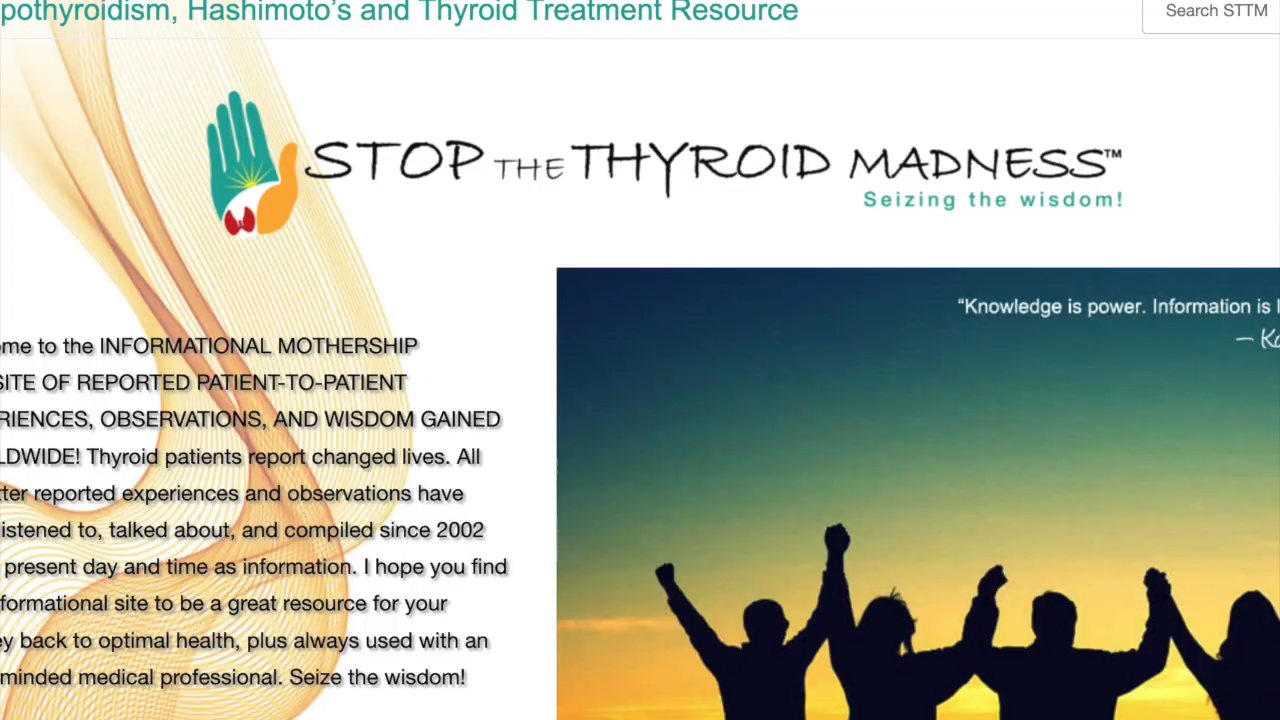 pothyroidism, Hashimoto's and Thyroid Treatment Resource
Search STTM
STOP THE THYROID MADNESS™
Seizing the wisdom!
"Knowledge is power. Information is
ome to the INFORMATIONAL MOTHERSHIP
SITE OF REPORTED PATIENT-TO-PATIENT
RIENCES, OBSERVATIONS, AND WISDOM GAINED
LDWIDE! Thyroid patients report changed lives. All
tter reported experiences and observations have
listened to, talked about, and compiled since 2002
present day and time as information. I hope you find
formational site to be a great resource for your
ey back to optimal health, plus always used with an
minded medical professional. Seize the wisdom!